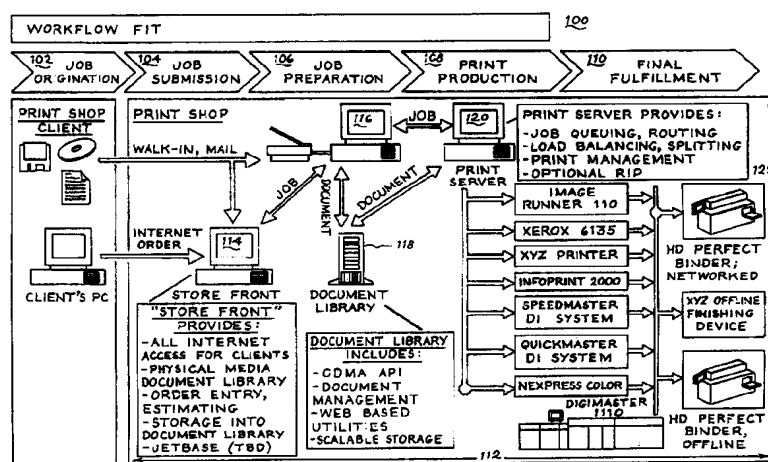 WORKFLOW FIT
100
102 JOB ORIGINATION
104 JOB SUBMISSION
106 JOB PREPARATION
108 PRINT PRODUCTION
110 FINAL FULFILLMENT
PRINT SHOP
CLIENT
PRINT SHOP
WALK-IN, MAIL
116
JOB
120
PRINT SERVER
PRINT SERVER PROVIDES:
-JOB QUEUING, ROUTING
-LOAD BALANCING, SPLITTING
-PRINT MANAGEMENT
-OPTIONAL RIP
JOB
DOCUMENT
DOCUMENT
INTERNET
ORDER
CLIENT'S PC
114
STORE FRONT
118
DOCUMENT
LIBRARY
"STORE FRONT"
PROVIDES:
-ALL INTERNET
ACCESS FOR CLIENTS
-PHYSICAL MEDIA
DOCUMENT LIBRARY
-ORDER ENTRY,
ESTIMATING
-STORAGE INTO
DOCUMENT LIBRARY
-JETBASE (TBD)
DOCUMENT LIBRARY
INCLUDES:
-CDMA API
-DOCUMENT
MANAGEMENT
-WEB BASED
UTILITIES
-SCALABLE STORAGE
IMAGE
RUNNER 110
XEROX 6135
XYZ PRINTER
INFOPRINT 2000
SPEEDMASTER
DI SYSTEM
QUICKMASTER
DI SYSTEM
NEXPRESS COLOR
DIGIMASTER
1110
HD PERFECT
BINDER;
NETWORKED
XYZ OFFLINE
FINISHING
DEVICE
HD PERFECT
BINDER,
OFFLINE
112